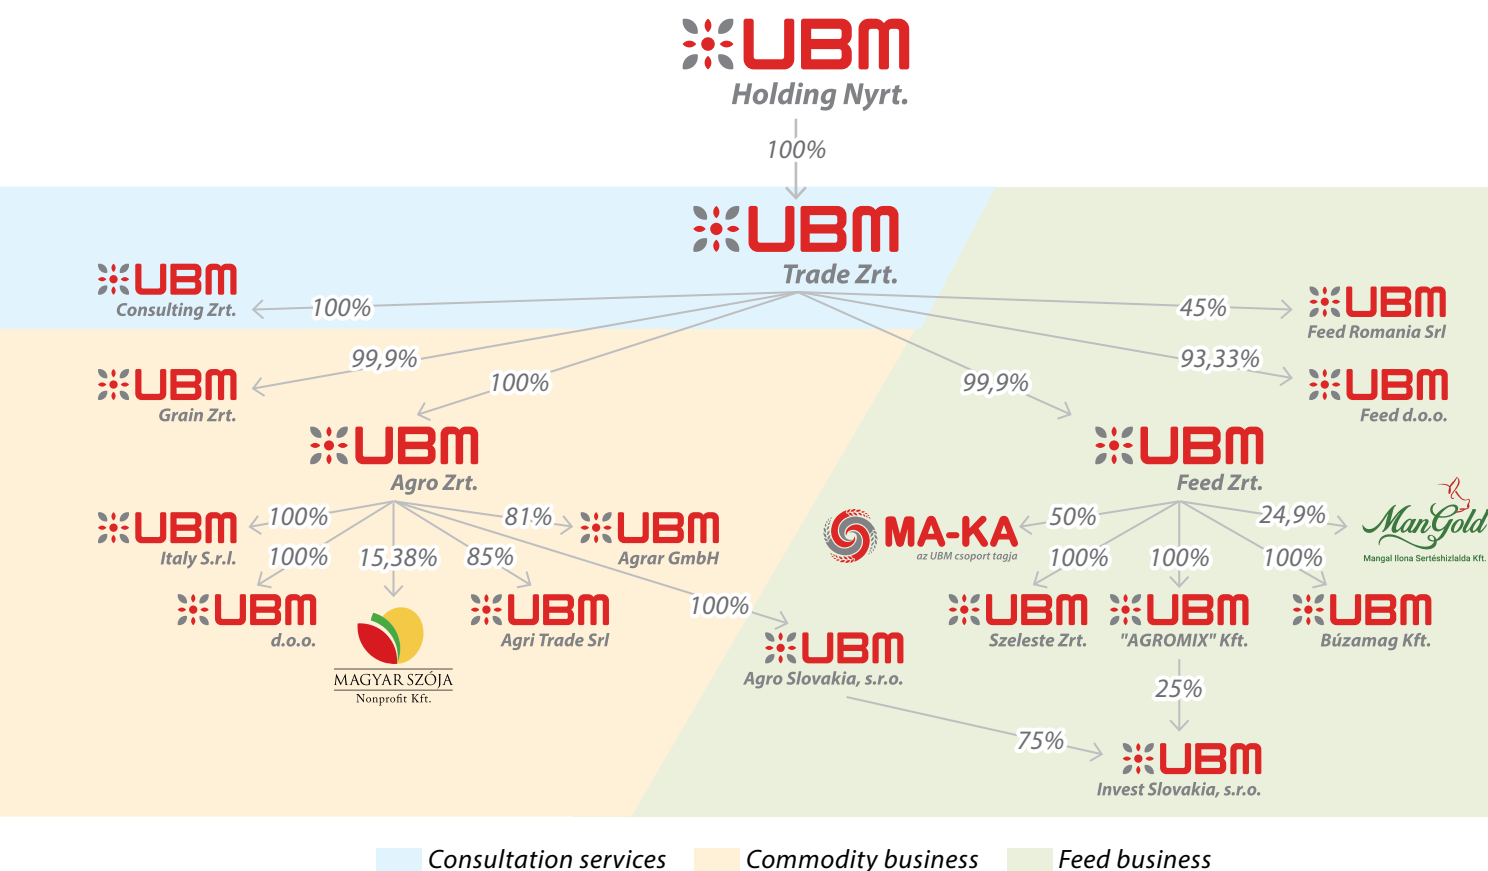 UBM
Holding Nyrt.
100%
UBM
Trade Zrt.
UBM
Consulting Zrt.
100%
45%
UBM
Feed Romania Srl
99,9%
93,33%
UBM
Grain Zrt.
100%
99,9%
UBM
Feed d.o.o.
UBM
Agro Zrt.
UBM
Feed Zrt.
100%
81%
50%
24,9%
UBM
Italy S.r.l.
UBM
Agrar GmbH
MA-KA
az UBM csoport tagja
ManGold
Mangal Ilona Sertéshizlalda Kft.
100%
15,38%
85%
100%
100%
100%
UBM
d.o.o.
MAGYAR SZÓJA
Nonprofit Kft.
UBM
Agri Trade Srl
100%
UBM
Agro Slovakia, s.r.o.
UBM
Szeleste Zrt.
UBM
"AGROMIX" Kft.
UBM
Búzamag Kft.
25%
75%
UBM
Invest Slovakia, s.r.o.
Consultation services
Commodity business
Feed business